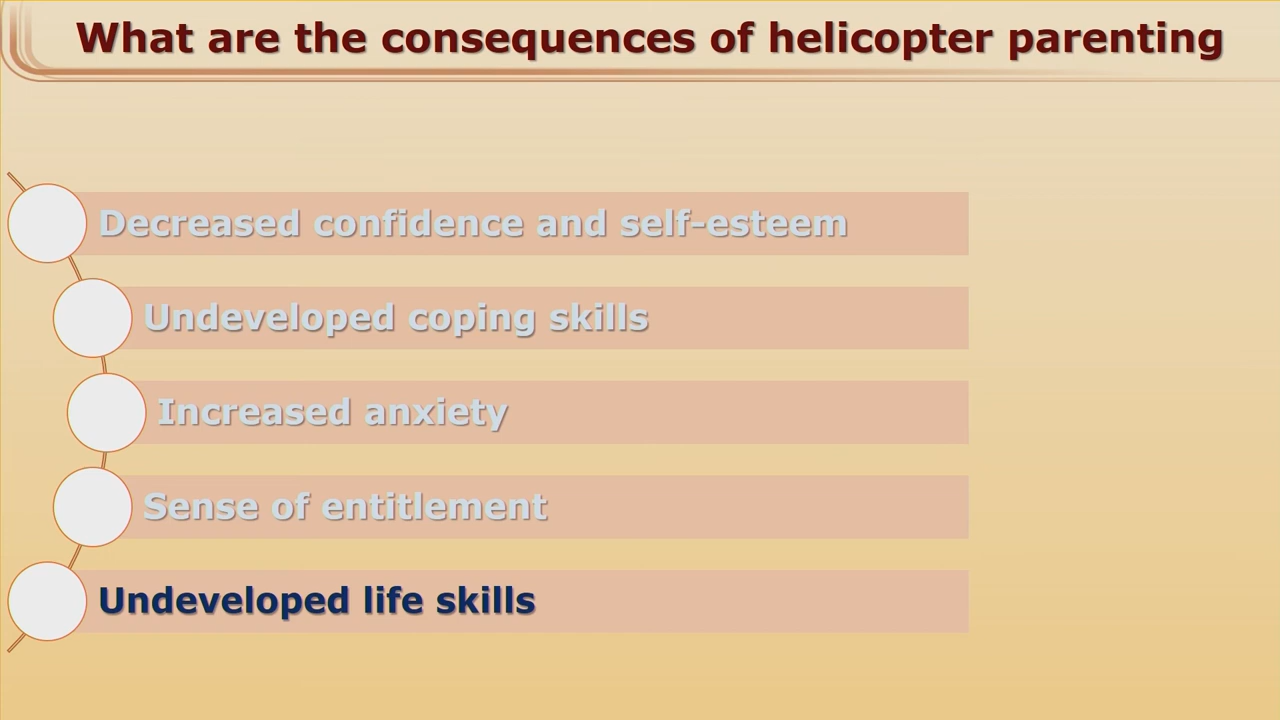 What are the consequences of helicopter parenting
Decreased confidence and self-esteem
Undeveloped coping skills
Increased anxiety
Sense of entitlement
Undeveloped life skills